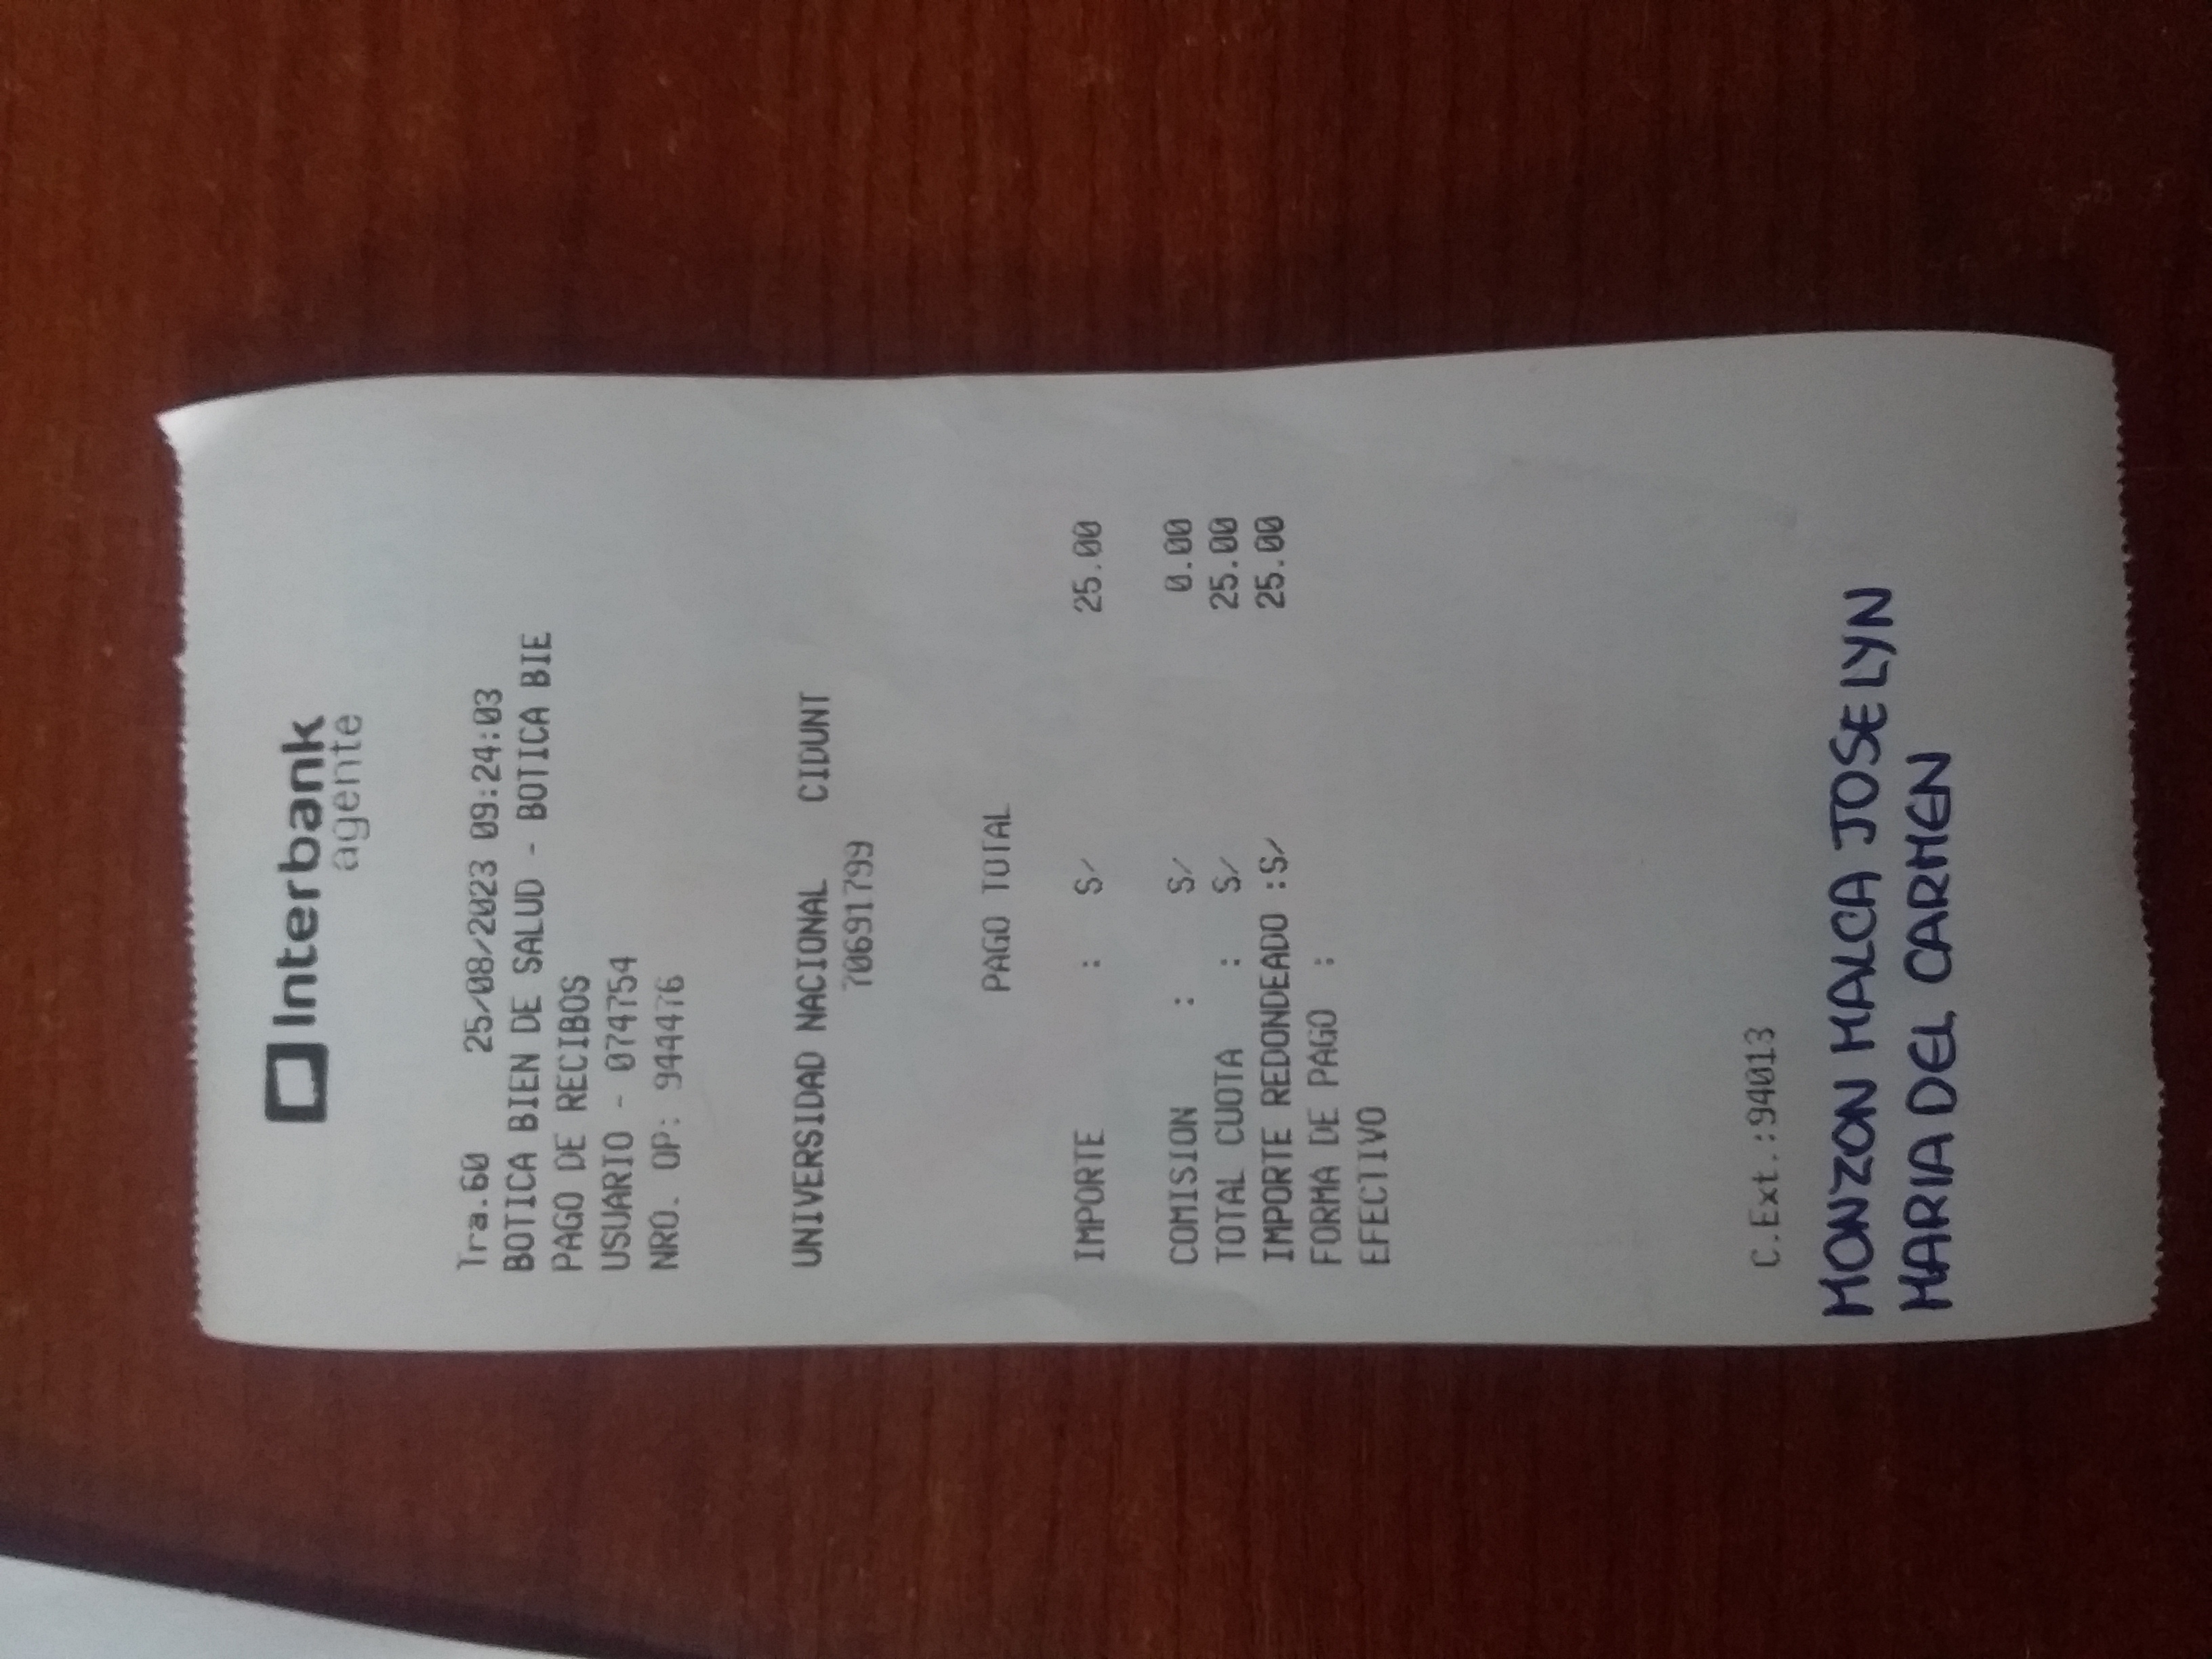 Interbank
agente
Tra.60 25/08/2023 09:24:03
BOTICA BIEN DE SALUD - BOTICA BIE
PAGO DE RECIBOS
USUARIO - 074754
NRO. OP: 944476
UNIVERSIDAD NACIONAL CIDUNT
70691799
PAGO TOTAL
IMPORTE : S/ 25.00
COMISION : S/ 0.00
TOTAL CUOTA : S/ 25.00
IMPORTE REDONDEADO :S/ 25.00
FORMA DE PAGO :
EFECTIVO
C.Ext.:94013
MONZON MALCA JOSELYN
MARIA DEL CARMEN